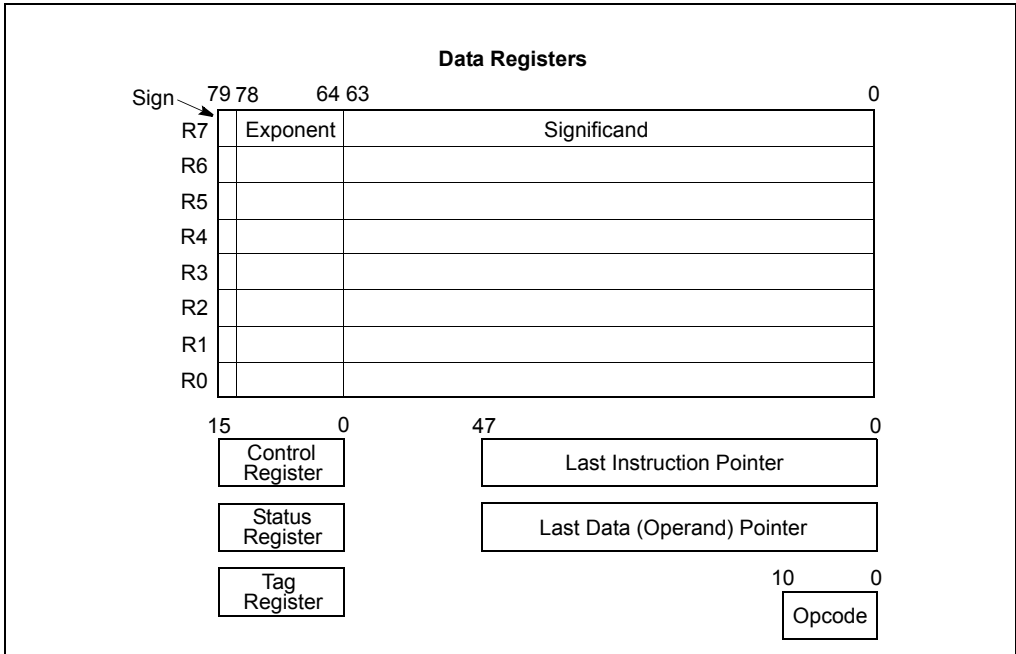 Data Registers
Sign 79 78 64 63 0
R7 Exponent Significand
R6
R5
R4
R3
R2
R1
R0
15 0 47 0
Control
Register
Last Instruction Pointer
Status
Register
Last Data (Operand) Pointer
Tag
Register
10 0
Opcode